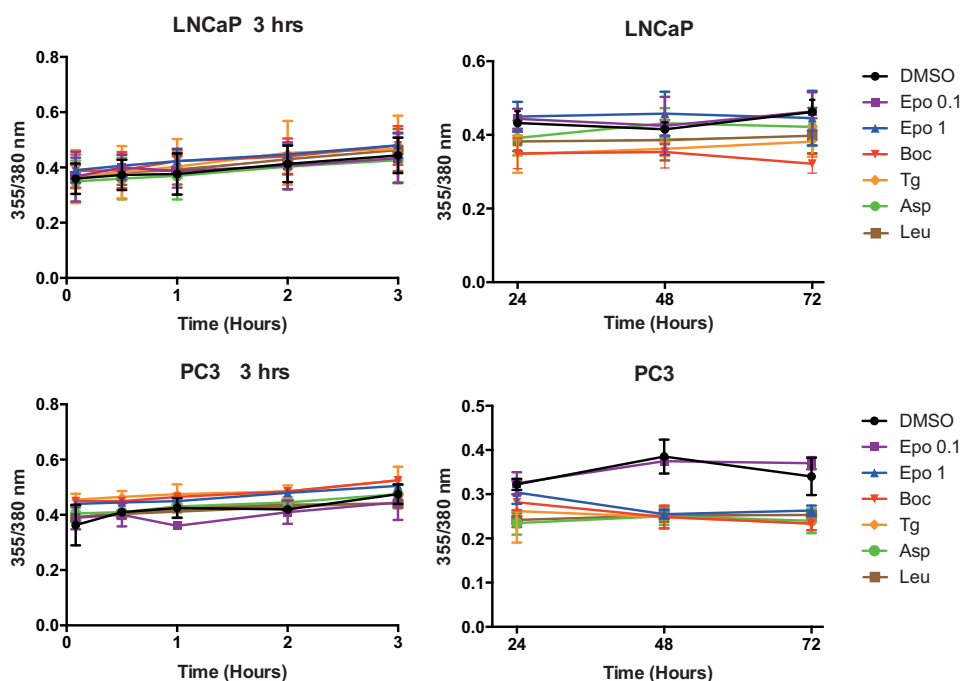 LNCaP 3 hrs
0.8
0.6
0.4
0.2
0.0
355/380 nm
0 1 2 3
Time (Hours)
LNCaP
0.6
0.4
0.2
0.0
355/380 nm
24 48 72
Time (Hours)
DMSO
Epo 0.1
Epo 1
Boc
Tg
Asp
Leu
PC3 3 hrs
0.8
0.6
0.4
0.2
0.0
355/380 nm
0 1 2 3
Time (Hours)
PC3
0.5
0.4
0.3
0.2
0.1
0.0
355/380 nm
24 48 72
Time (Hours)
DMSO
Epo 0.1
Epo 1
Boc
Tg
Asp
Leu